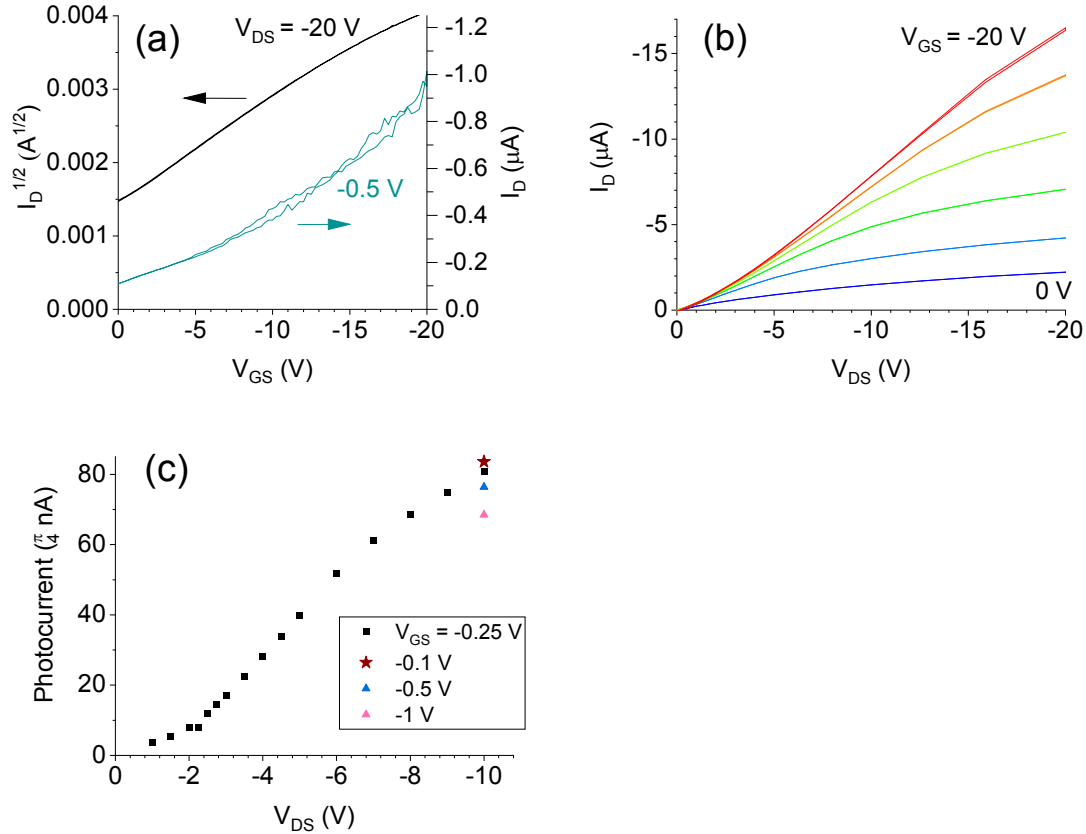 (a)
V_DS = -20 V
-0.5 V
I_D^1/2 (A^1/2)
0.004
0.003
0.002
0.001
0.000
I_D (μA)
-1.2
-1.0
-0.8
-0.6
-0.4
-0.2
0.0
0 -5 -10 -15 -20
V_GS (V)
(b)
V_GS = -20 V
0 V
I_D (μA)
-15
-10
-5
0
0 -5 -10 -15 -20
V_DS (V)
(c)
Photocurrent (π/4 nA)
80
60
40
20
0
V_GS = -0.25 V
-0.1 V
-0.5 V
-1 V
0 -2 -4 -6 -8 -10
V_DS (V)